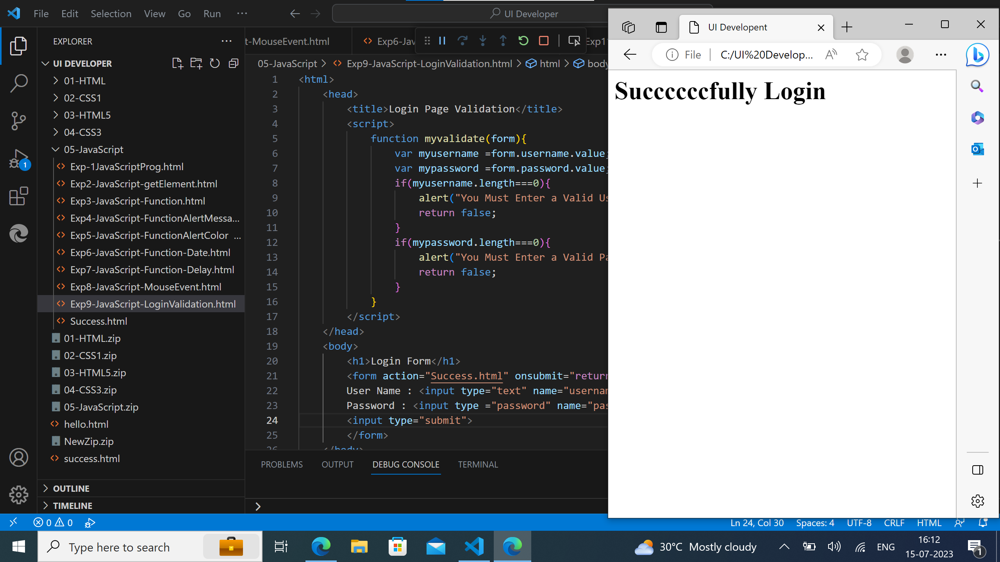 File Edit Selection View Go Run ···
UI Developer
EXPLORER
UI DEVELOPER
01-HTML
02-CSS1
03-HTML5
04-CSS3
05-JavaScript
Exp-1JavaScriptProg.html
Exp2-JavaScript-getElement.html
Exp3-JavaScript-Function.html
Exp4-JavaScript-FunctionAlertMessa...
Exp5-JavaScript-FunctionAlertColor ...
Exp6-JavaScript-Function-Date.html
Exp7-JavaScript-Function-Delay.html
Exp8-JavaScript-MouseEvent.html
Exp9-JavaScript-LoginValidation.html
Success.html
01-HTML.zip
02-CSS1.zip
03-HTML5.zip
04-CSS3.zip
05-JavaScript.zip
hello.html
NewZip.zip
success.html
OUTLINE
TIMELINE
t-MouseEvent.html Exp6-Jav Exp1
05-JavaScript > Exp9-JavaScript-LoginValidation.html > html > body
1 <html>
2 <head>
3 <title>Login Page Validation</title>
4 <script>
5 function myvalidate(form){
6 var myusername =form.username.value;
7 var mypassword =form.password.value;
8 if(myusername.length===0){
9 alert("You Must Enter a Valid Us
10 return false;
11 }
12 if(mypassword.length===0){
13 alert("You Must Enter a Valid Pa
14 return false;
15 }
16 }
17 </script>
18 </head>
19 <body>
20 <h1>Login Form</h1>
21 <form action="Success.html" onsubmit="return
22 User Name : <input type="text" name="usernam
23 Password : <input type ="password" name="pas
24 <input type="submit">
25 </form>
26 </body>
PROBLEMS OUTPUT DEBUG CONSOLE TERMINAL
UI Developent
File C:/UI%20Develop...
Succcccccfully Login
1
0 0
Ln 24, Col 30 Spaces: 4 UTF-8 CRLF HTML
Type here to search
30°C Mostly cloudy
ENG
16:12
15-07-2023
1